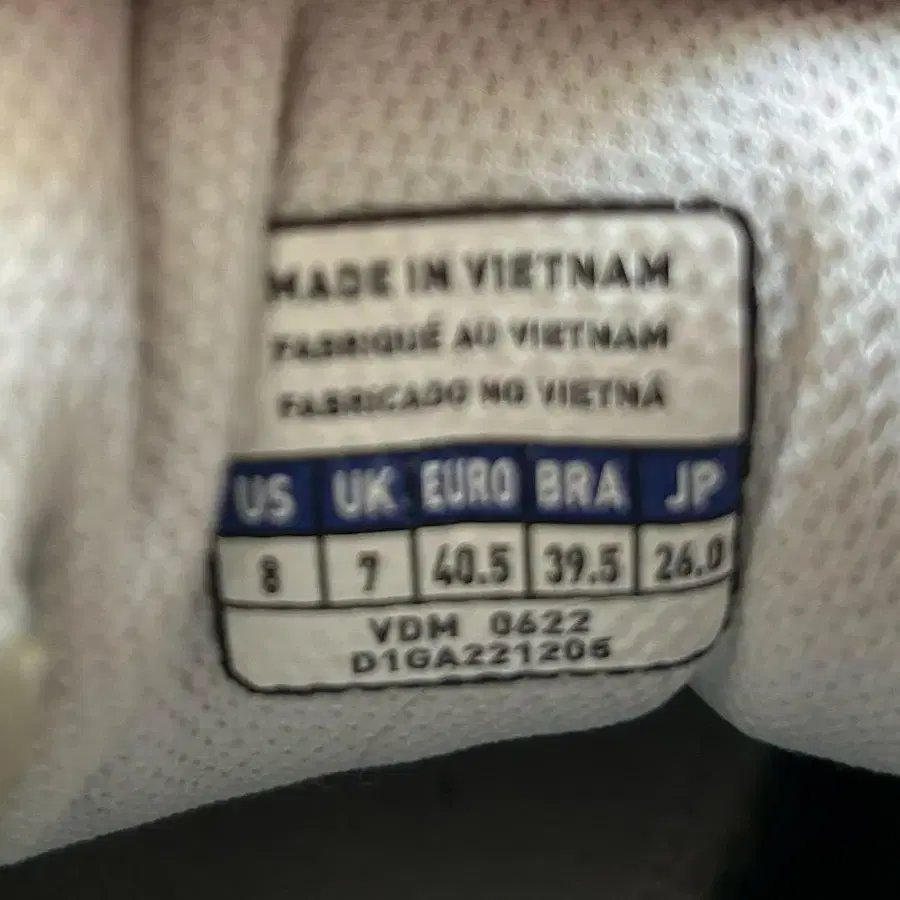 MADE IN VIETNAM
FABRIQUÉ AU VIETNAM
FABRICADO NO VIETNÃ
US UK EURO BRA JP
8 7 40.5 39.5 26.0
VDM 0622
D1GA221205